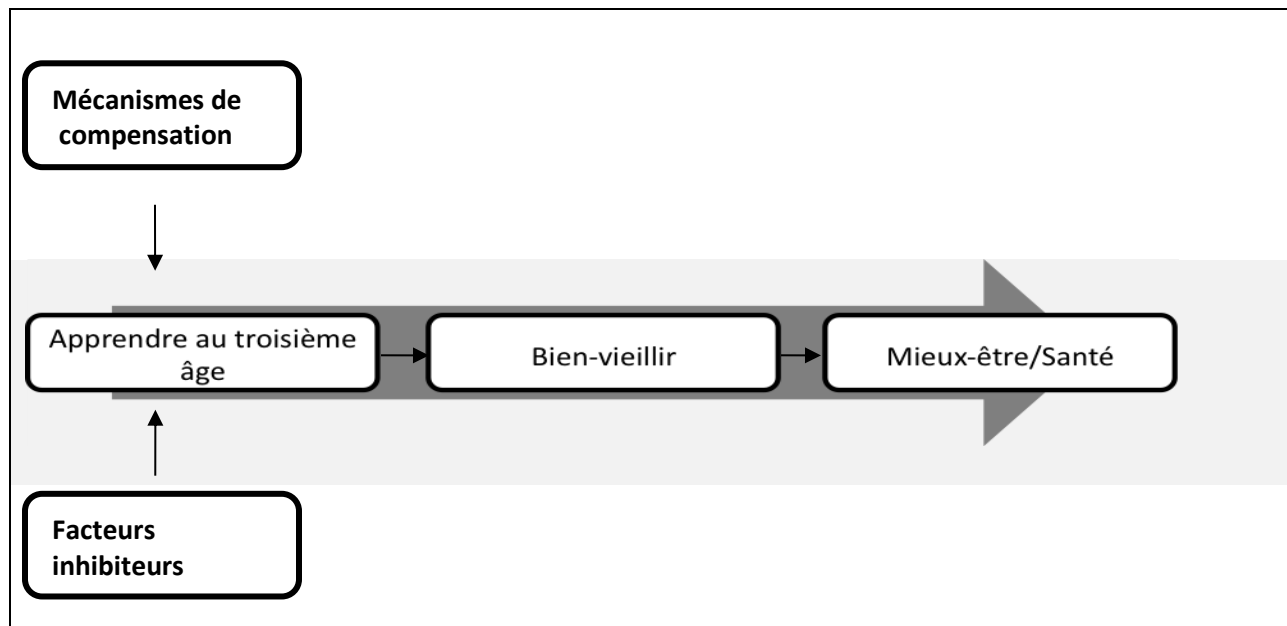 Mécanismes de
compensation
Apprendre au troisième
âge
Bien-vieillir
Mieux-être/Santé
Facteurs
inhibiteurs